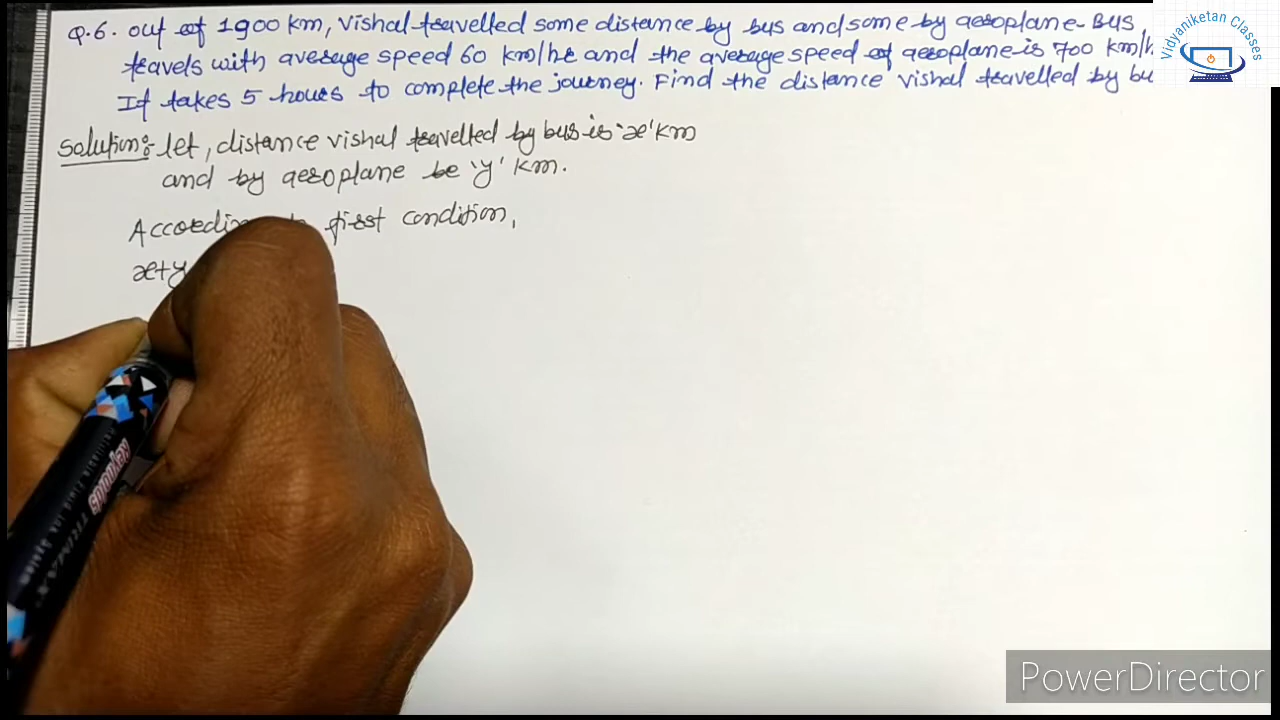 Q.6. out of 1900 km, Vishal travelled some distance by bus and some by aeroplane. Bus
travels with average speed 60 km/hr and the average speed of aeroplane is 700 km/h
It takes 5 hours to complete the journey. Find the distance vishal travelled by bu
Solution:- let, distance vishal travelled by bus is 'x' km
and by aeroplane be 'y' km.
first condition,
x+y
Vidyaniketan Classes
Reynolds
TRIMAX
PowerDirector